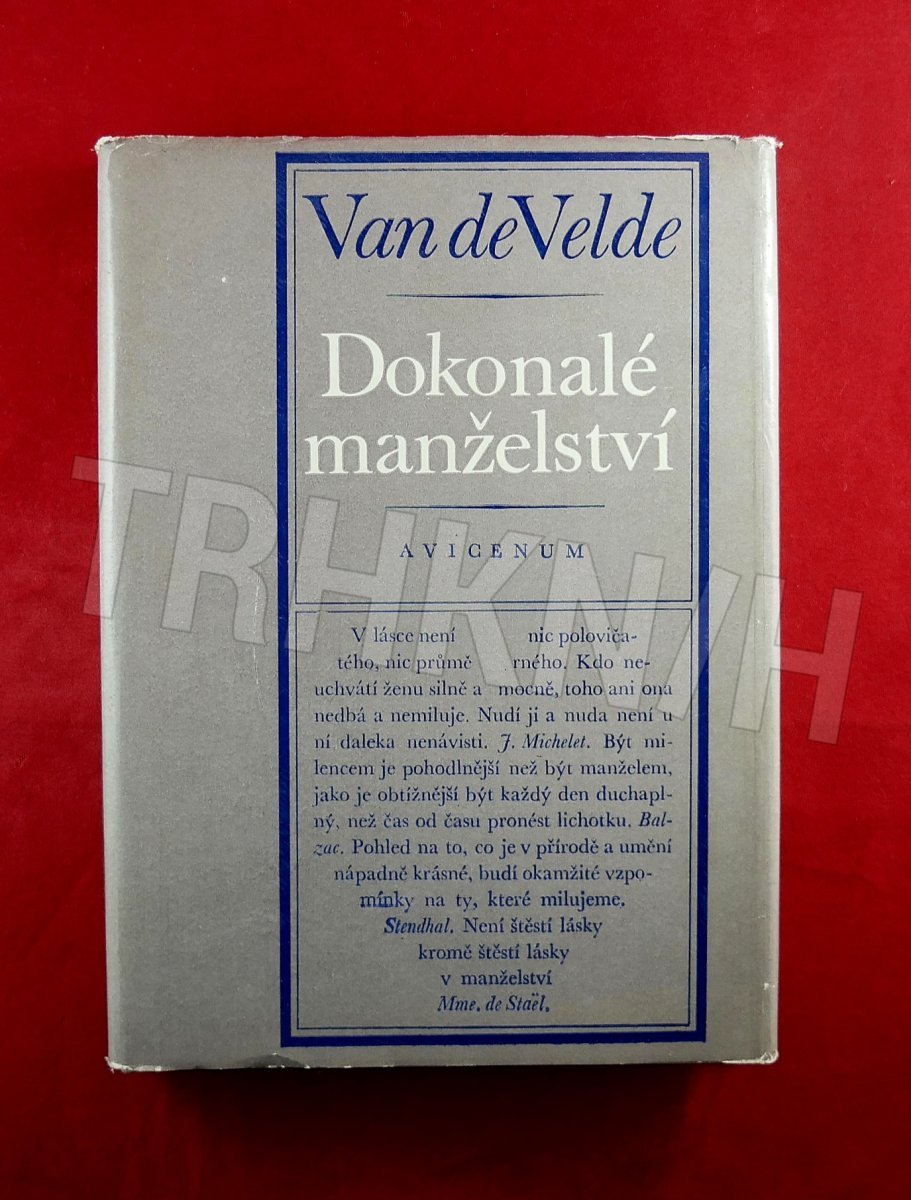 Van de Velde
Dokonalé
manželství
AVICENUM
V lásce není nic poloviča-
tého, nic průmě rného. Kdo ne-
uchvátí ženu silně a mocně, toho ani ona
nedbá a nemiluje. Nudí ji a nuda není u
ní daleka nenávisti. J. Michelet. Být mi-
lencem je pohodlnější než být manželem,
jako je obtížnější být každý den duchapl-
ný, než čas od času pronést lichotku. Bal-
zac. Pohled na to, co je v přírodě a umění
nápadně krásné, budí okamžité vzpo-
mínky na ty, které milujeme.
Stendhal. Není štěstí lásky
kromě štěstí lásky
v manželství
Mme. de Staël.
TRHKNIH